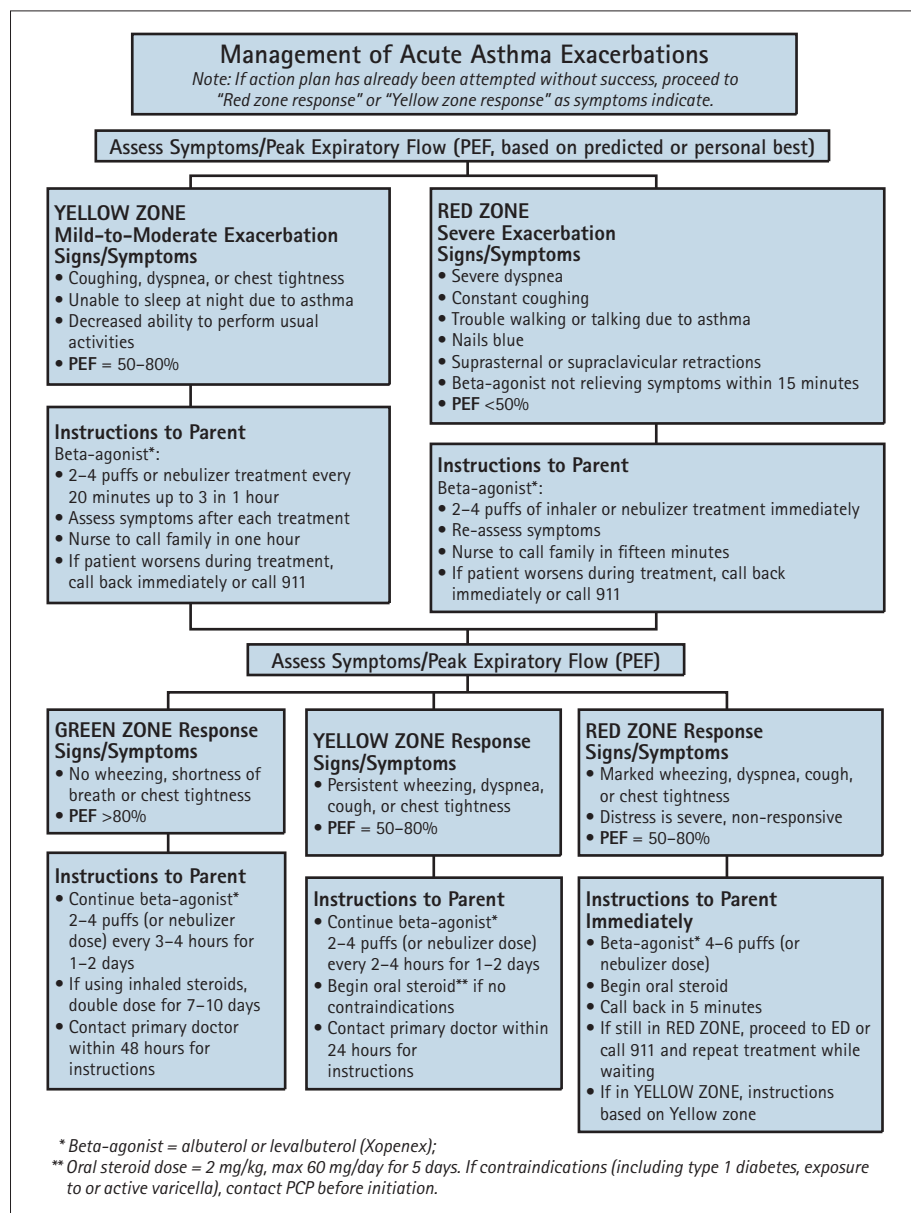 Management of Acute Asthma Exacerbations
Note: If action plan has already been attempted without success, proceed to
“Red zone response” or “Yellow zone response” as symptoms indicate.
Assess Symptoms/Peak Expiratory Flow (PEF, based on predicted or personal best)
YELLOW ZONE
Mild-to-Moderate Exacerbation
Signs/Symptoms
• Coughing, dyspnea, or chest tightness
• Unable to sleep at night due to asthma
• Decreased ability to perform usual
activities
• PEF = 50–80%
RED ZONE
Severe Exacerbation
Signs/Symptoms
• Severe dyspnea
• Constant coughing
• Trouble walking or talking due to asthma
• Nails blue
• Suprasternal or supraclavicular retractions
• Beta-agonist not relieving symptoms within 15 minutes
• PEF <50%
Instructions to Parent
Beta-agonist*:
• 2–4 puffs or nebulizer treatment every
20 minutes up to 3 in 1 hour
• Assess symptoms after each treatment
• Nurse to call family in one hour
• If patient worsens during treatment,
call back immediately or call 911
Instructions to Parent
Beta-agonist*:
• 2–4 puffs of inhaler or nebulizer treatment immediately
• Re-assess symptoms
• Nurse to call family in fifteen minutes
• If patient worsens during treatment, call back
immediately or call 911
Assess Symptoms/Peak Expiratory Flow (PEF)
GREEN ZONE Response
Signs/Symptoms
• No wheezing, shortness of
breath or chest tightness
• PEF >80%
YELLOW ZONE Response
Signs/Symptoms
• Persistent wheezing, dyspnea,
cough, or chest tightness
• PEF = 50–80%
RED ZONE Response
Signs/Symptoms
• Marked wheezing, dyspnea, cough,
or chest tightness
• Distress is severe, non-responsive
• PEF = 50–80%
Instructions to Parent
• Continue beta-agonist*
2–4 puffs (or nebulizer
dose) every 3–4 hours for
1–2 days
• If using inhaled steroids,
double dose for 7–10 days
• Contact primary doctor
within 48 hours for
instructions
Instructions to Parent
• Continue beta-agonist*
2–4 puffs (or nebulizer dose)
every 2–4 hours for 1–2 days
• Begin oral steroid** if no
contraindications
• Contact primary doctor within
24 hours for
instructions
Instructions to Parent
Immediately
• Beta-agonist* 4–6 puffs (or
nebulizer dose)
• Begin oral steroid
• Call back in 5 minutes
• If still in RED ZONE, proceed to ED or
call 911 and repeat treatment while
waiting
• If in YELLOW ZONE, instructions
based on Yellow zone
* Beta-agonist = albuterol or levalbuterol (Xopenex);
** Oral steroid dose = 2 mg/kg, max 60 mg/day for 5 days. If contraindications (including type 1 diabetes, exposure
to or active varicella), contact PCP before initiation.